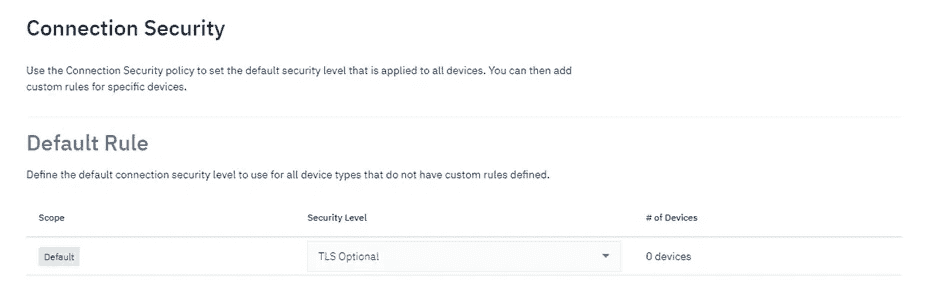 Connection Security
Use the Connection Security policy to set the default security level that is applied to all devices. You can then add
custom rules for specific devices.
Default Rule
Define the default connection security level to use for all device types that do not have custom rules defined.
Scope Security Level # of Devices
Default TLS Optional 0 devices